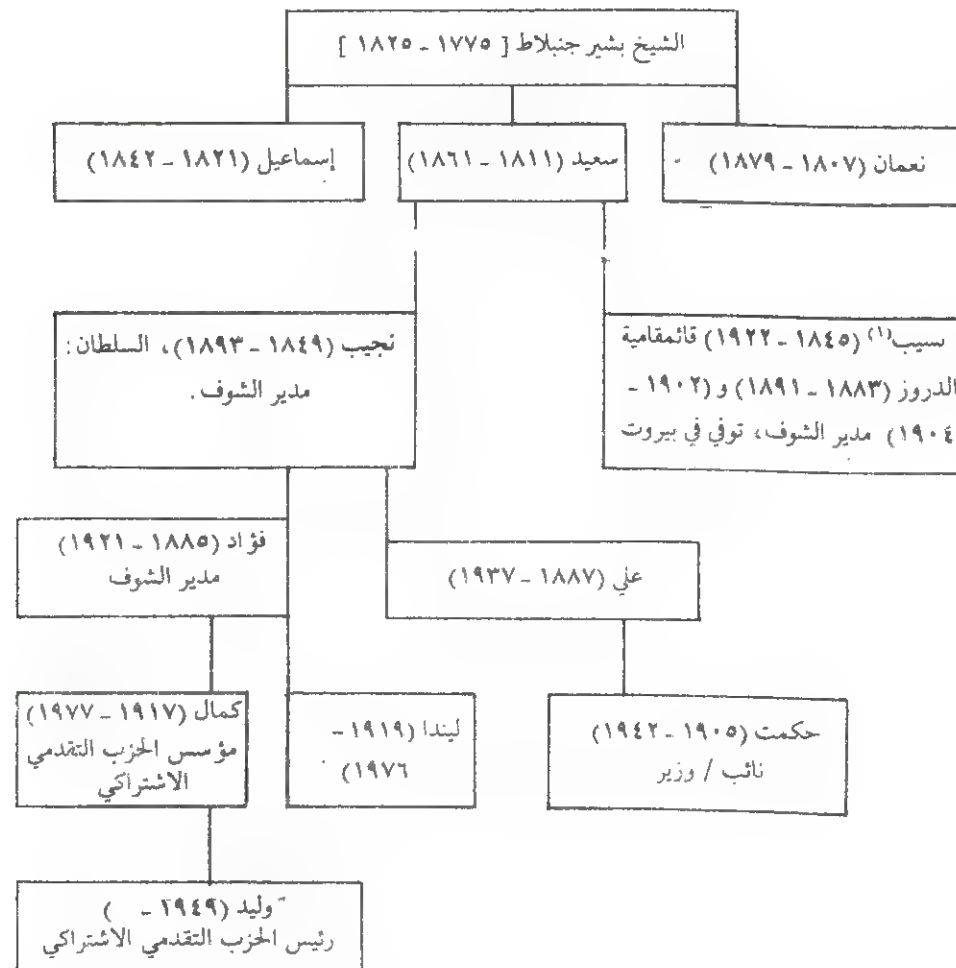 الشيخ بشير جنبلاط [ ١٧٧٥ - ١٨٢٥ ]
نعمان (١٨٠٧ - ١٨٧٩)
سعيد (١٨١١ - ١٨٦١)
إسماعيل (١٨٢١ - ١٨٤٢)
سيب(١) (١٨٤٥ - ١٩٢٢) قائمقامية
الدروز (١٨٨٣ - ١٨٩١) و (١٩٠٢ -
١٩٠٤) مدير الشوف، توفي في بيروت
نجيب (١٨٤٩ - ١٨٩٣)، السلطان:
مدير الشوف.
فؤاد (١٨٨٥ - ١٩٢١)
مدير الشوف
علي (١٨٨٧ - ١٩٣٧)
حكمت (١٩٠٥ - ١٩٤٢)
نائب / وزير
ليندا (١٩١٩ -
١٩٧٦)
كمال (١٩١٧ - ١٩٧٧)
مؤسس الحزب التقدمي
الاشتراكي
وليد (١٩٤٩ - )
رئيس الحزب التقدمي الاشتراكي